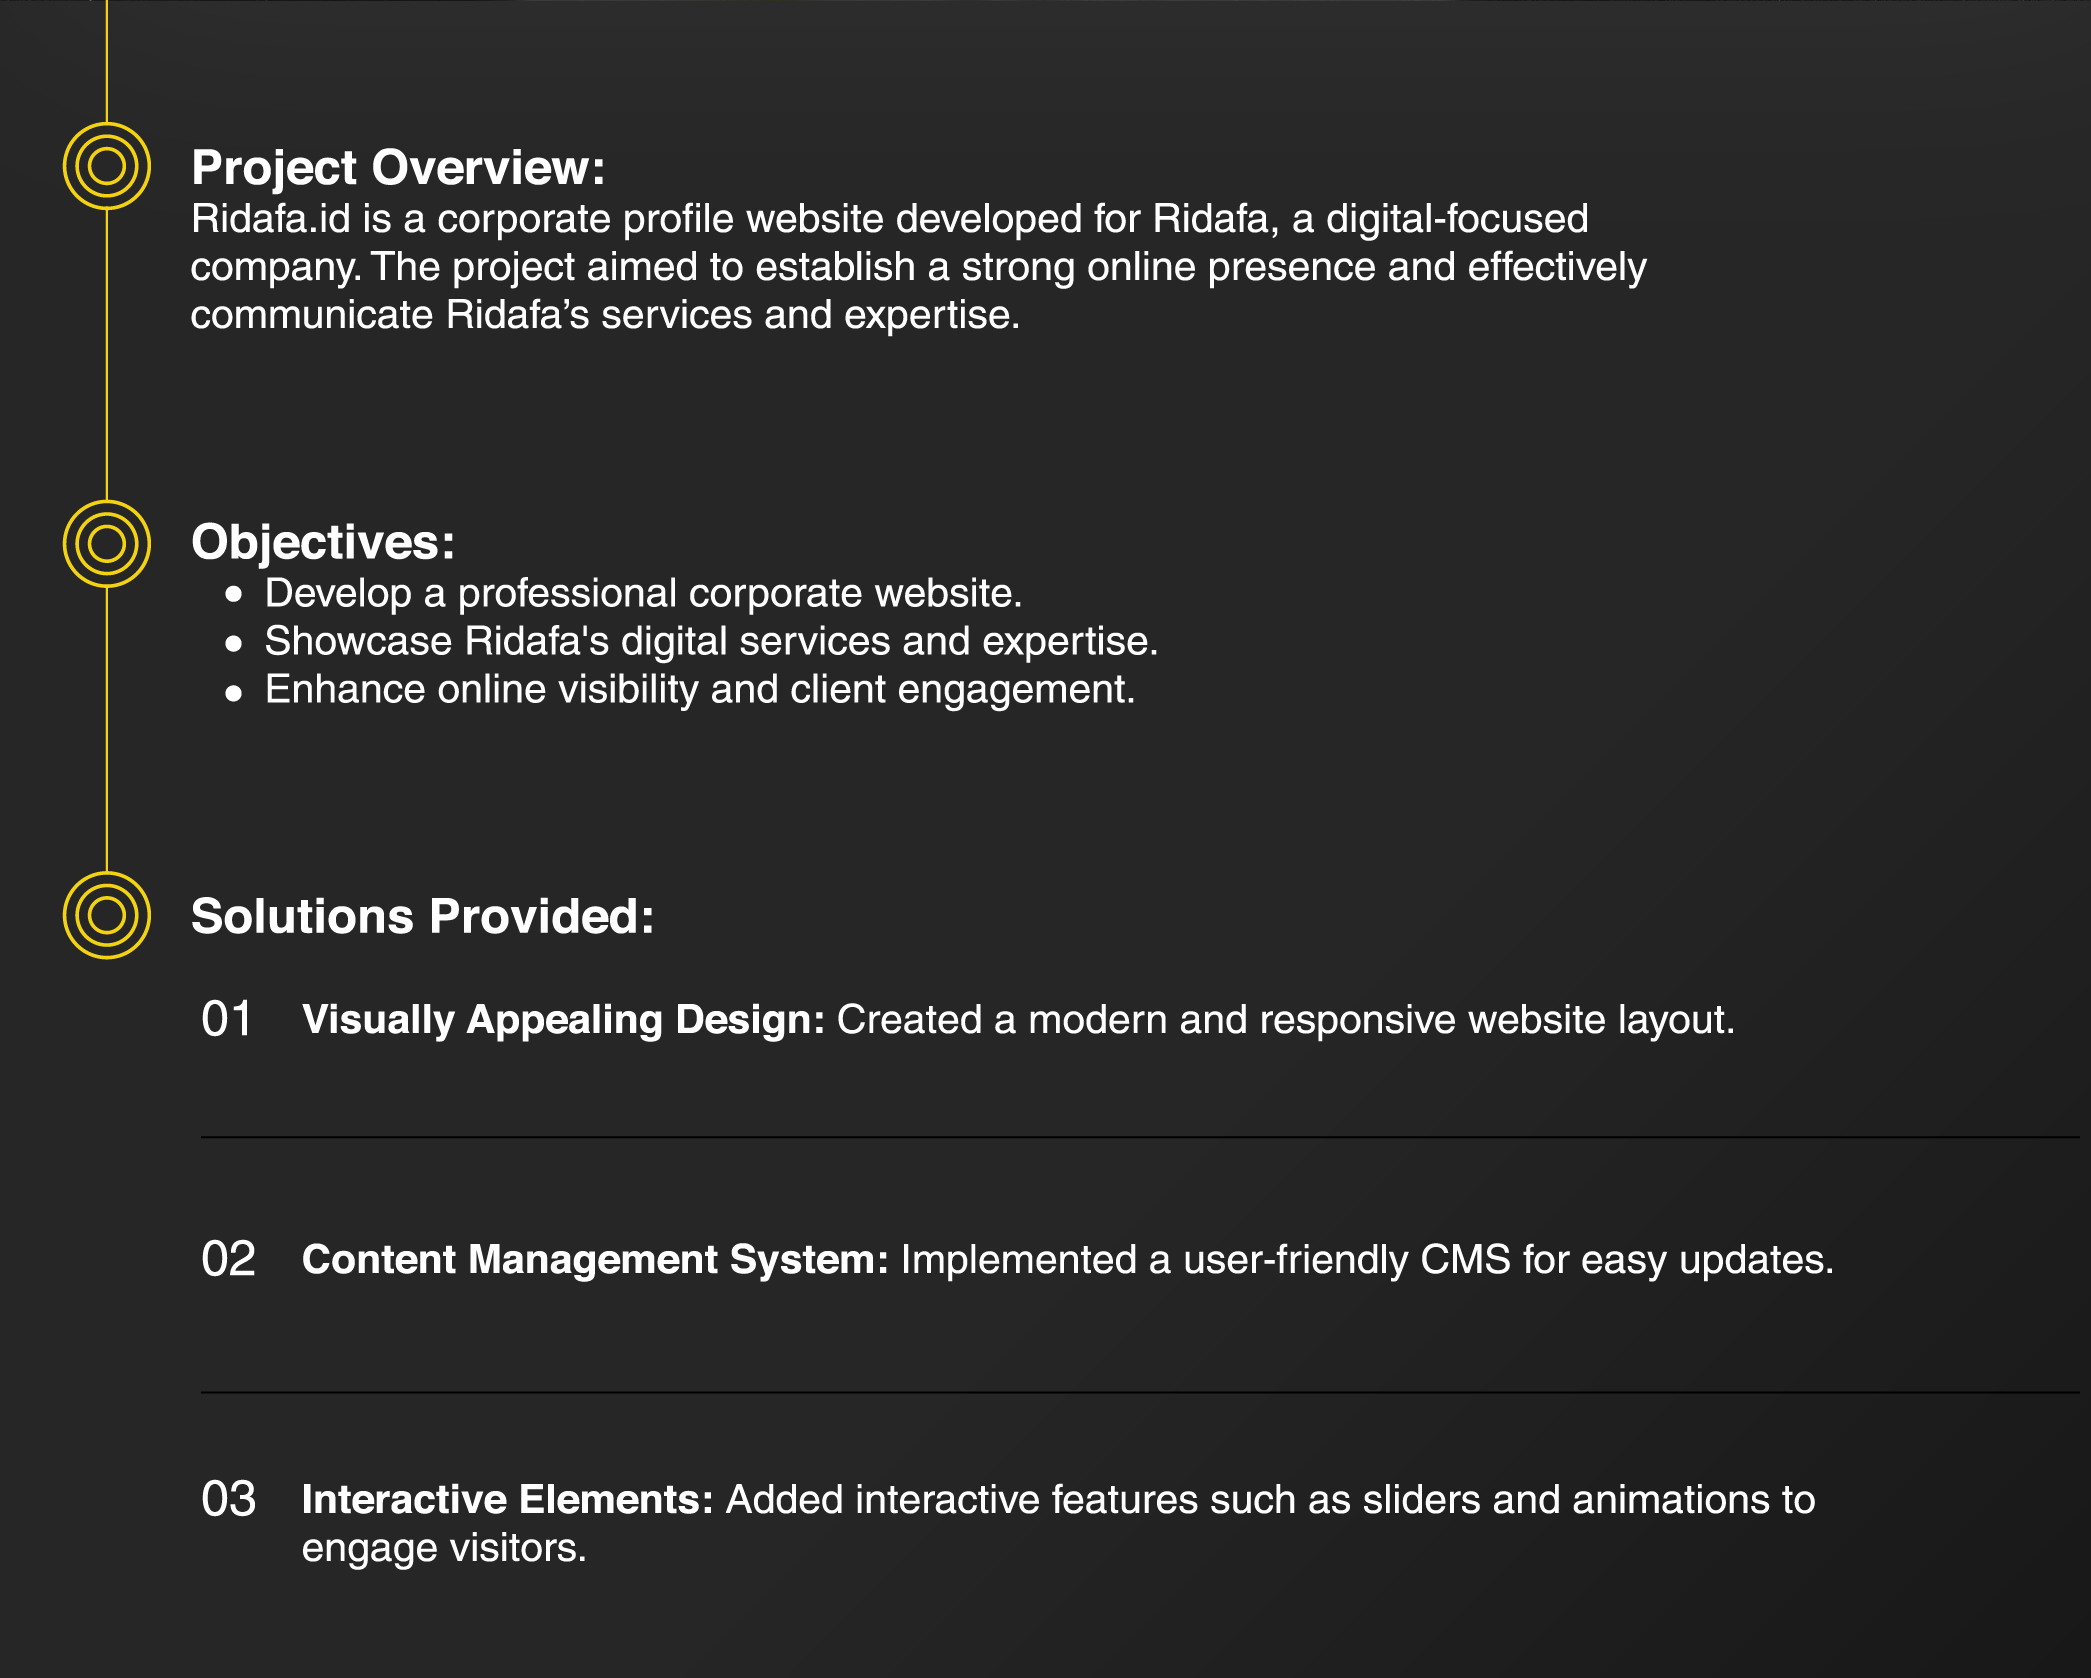 Project Overview:
Ridafa.id is a corporate profile website developed for Ridafa, a digital-focused
company. The project aimed to establish a strong online presence and effectively
communicate Ridafa’s services and expertise.
Objectives:
● Develop a professional corporate website.
● Showcase Ridafa's digital services and expertise.
● Enhance online visibility and client engagement.
Solutions Provided:
01 Visually Appealing Design: Created a modern and responsive website layout.
02 Content Management System: Implemented a user-friendly CMS for easy updates.
03 Interactive Elements: Added interactive features such as sliders and animations to
engage visitors.